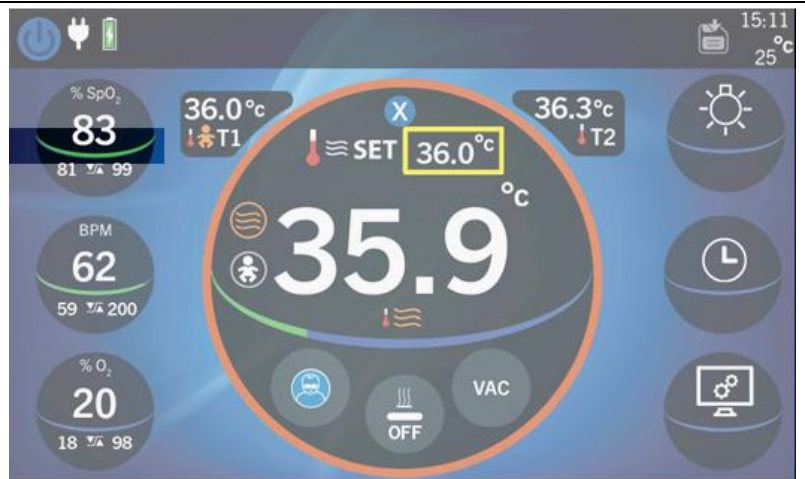 15:11
25°C
% SpO₂
83
81 99
36.0°C
T1
X
SET 36.0°C
36.3°C
T2
BPM
62
59 200
35.9 °C
% O₂
20
18 98
OFF
VAC